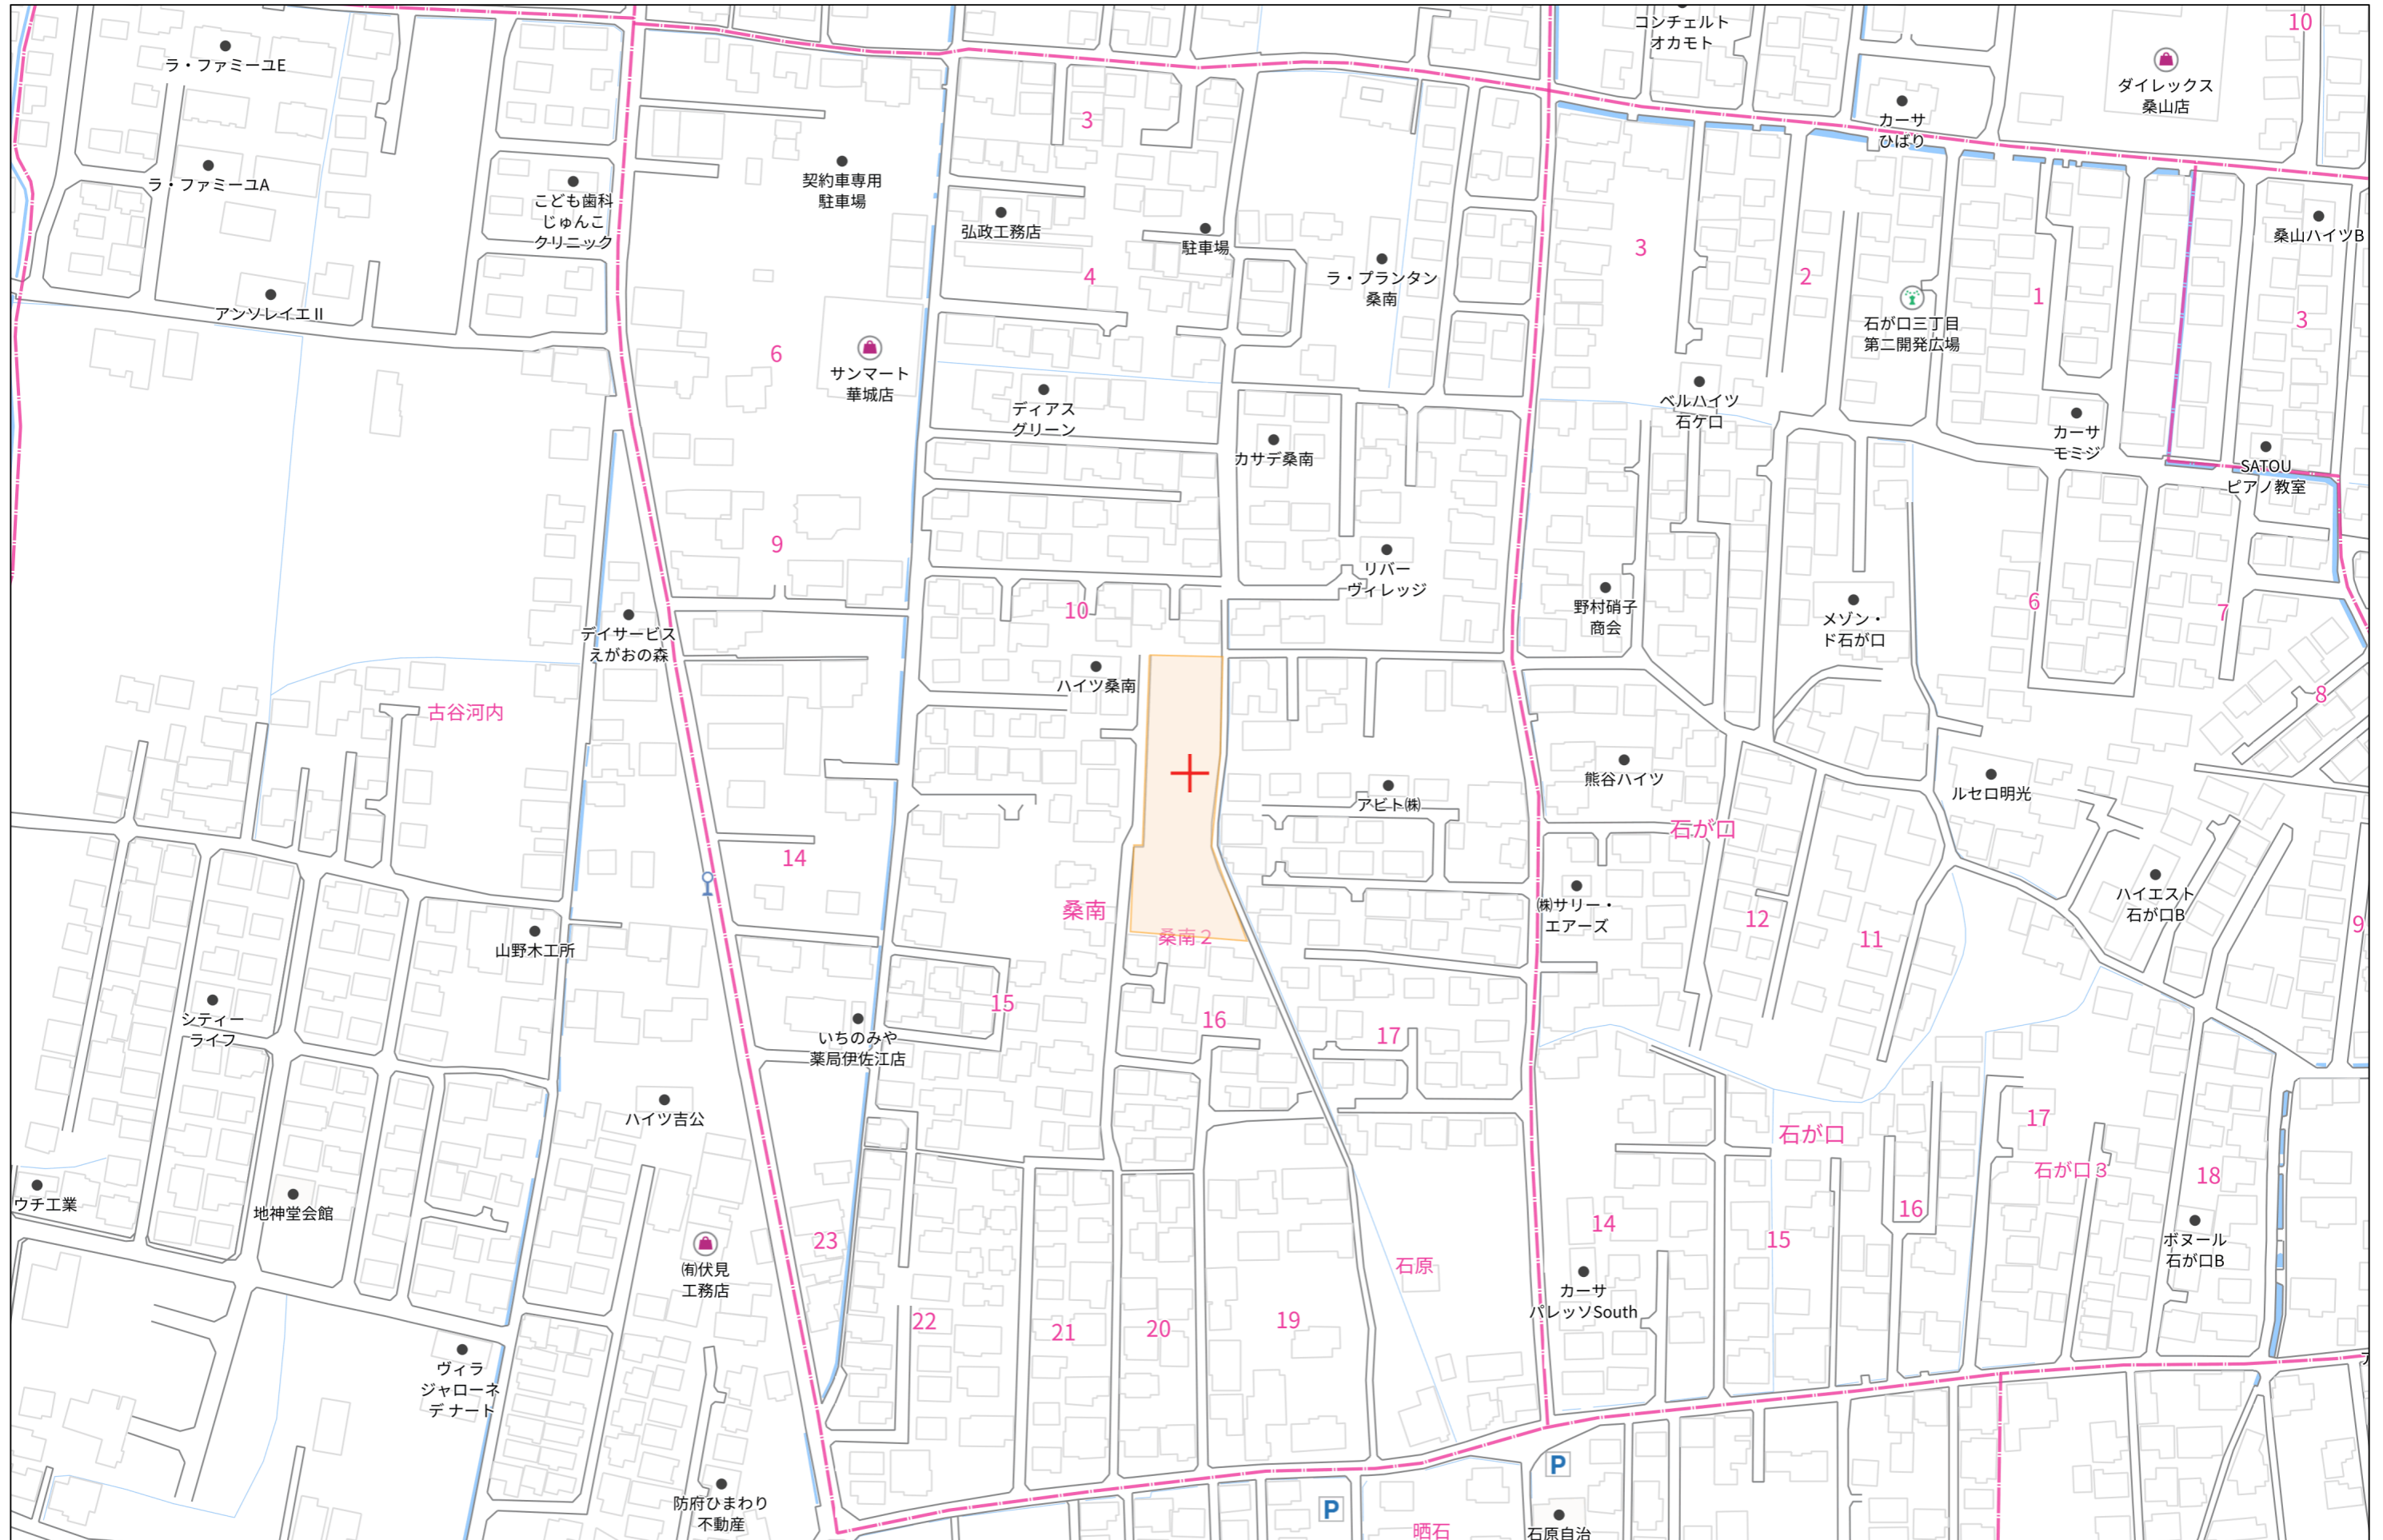 コンチェルト
オカモト
10
ラ・ファミーユE
ダイレックス
桑山店
3
カーサ
ひばり
契約車専用
駐車場
ラ・ファミーユA
こども歯科
じゅんこ
クリニック
弘政工務店
駐車場
桑山ハイツB
3
2
4
ラ・プランタン
桑南
1
アンソレイエⅡ
石が口三丁目
第二開発広場
3
6
サンマート
華城店
ディアス
グリーン
ベルハイツ
石ケ口
カサデ桑南
カーサ
モミジ
SATOU
ピアノ教室
9
リバー
ヴィレッジ
10
野村硝子
商会
メゾン・
ド石が口
6
7
デイサービス
えがおの森
ハイツ桑南
8
古谷河内
熊谷ハイツ
ルセロ明光
アビト㈱
石が口
14
ハイエスト
石が口B
桑南
㈱サリー・
エアーズ
12
11
9
桑南２
山野木工所
15
シティー
ライフ
16
17
いちのみや
薬局伊佐江店
ハイツ吉公
17
石が口
石が口３
18
ウチ工業
地神堂会館
16
14
15
23
ボヌール
石が口B
石原
㈲伏見
工務店
カーサ
パレッソSouth
22
21
20
19
ヴィラ
ジャローネ
デ ナート
P
防府ひまわり
不動産
P
晒石
石原自治